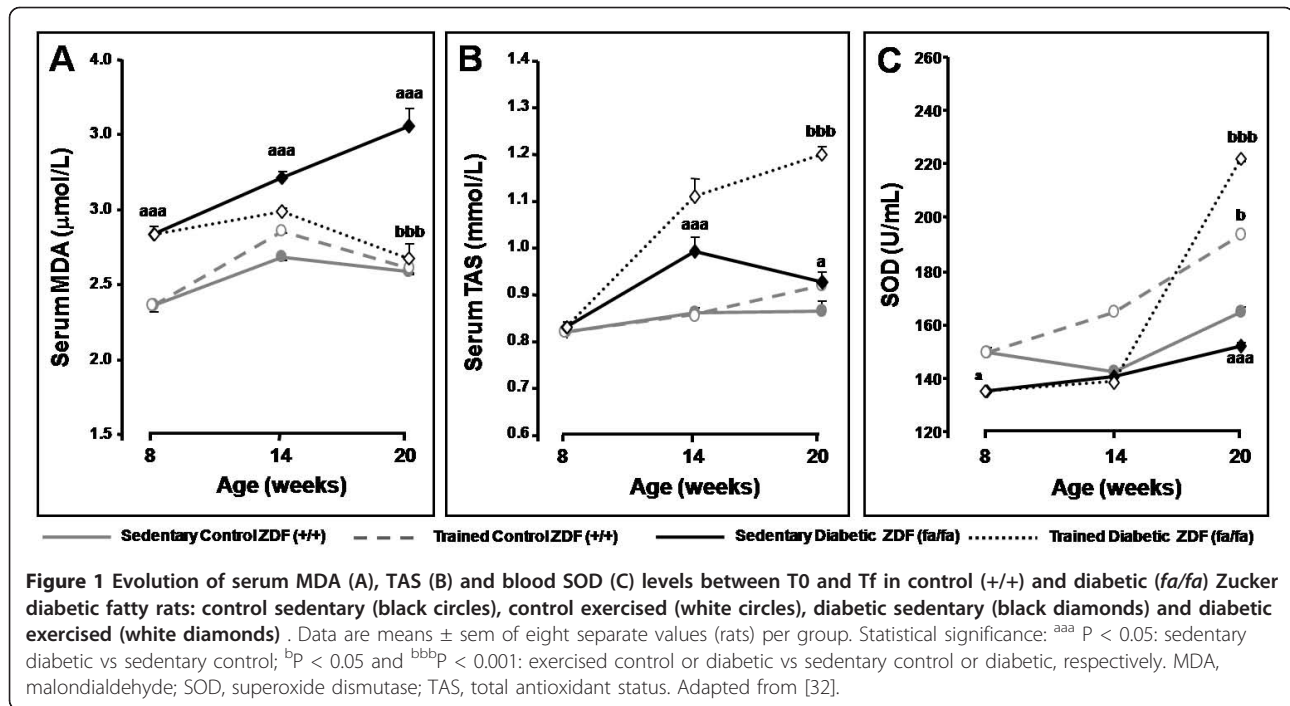 A
4.0
3.0
3.0
2.5
2.0
1.5
Serum MDA (μmol/L)
aaa
aaa
aaa
bbb
8
14
20
Age (weeks)
B
1.4
1.3
1.2
1.1
1.0
0.9
0.8
0.7
0.6
Serum TAS (mmol/L)
aaa
bbb
a
8
14
20
Age (weeks)
C
260
240
220
200
180
160
140
120
SOD (U/mL)
a
bbb
b
aaa
8
14
20
Age (weeks)
Sedentary Control ZDF (+/+)
Trained Control ZDF (+/+)
Sedentary Diabetic ZDF (fa/fa)
Trained Diabetic ZDF (fa/fa)
Figure 1 Evolution of serum MDA (A), TAS (B) and blood SOD (C) levels between T0 and Tf in control (+/+) and diabetic (fa/fa) Zucker
diabetic fatty rats: control sedentary (black circles), control exercised (white circles), diabetic sedentary (black diamonds) and diabetic
exercised (white diamonds) . Data are means ± sem of eight separate values (rats) per group. Statistical significance: aaa P < 0.05: sedentary
diabetic vs sedentary control; bP < 0.05 and bbbP < 0.001: exercised control or diabetic vs sedentary control or diabetic, respectively. MDA,
malondialdehyde; SOD, superoxide dismutase; TAS, total antioxidant status. Adapted from [32].